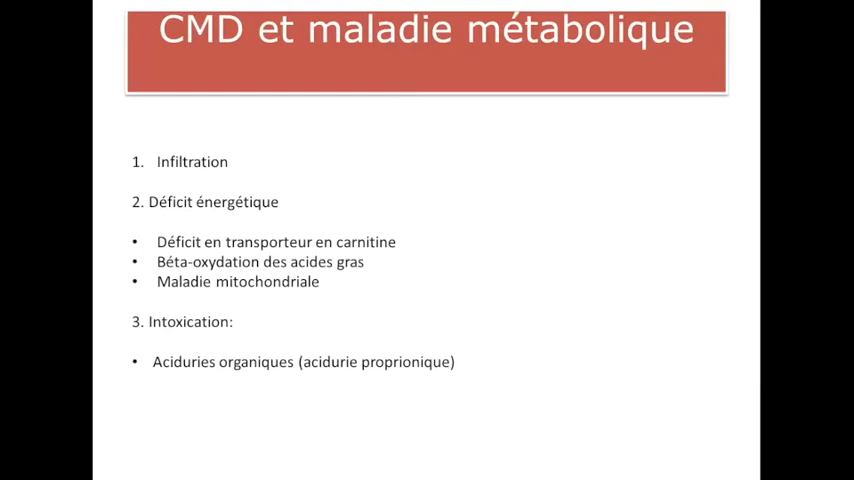 CMD et maladie métabolique
1. Infiltration
2. Déficit énergétique
• Déficit en transporteur en carnitine
• Béta-oxydation des acides gras
• Maladie mitochondriale
3. Intoxication:
• Aciduries organiques (acidurie proprionique)